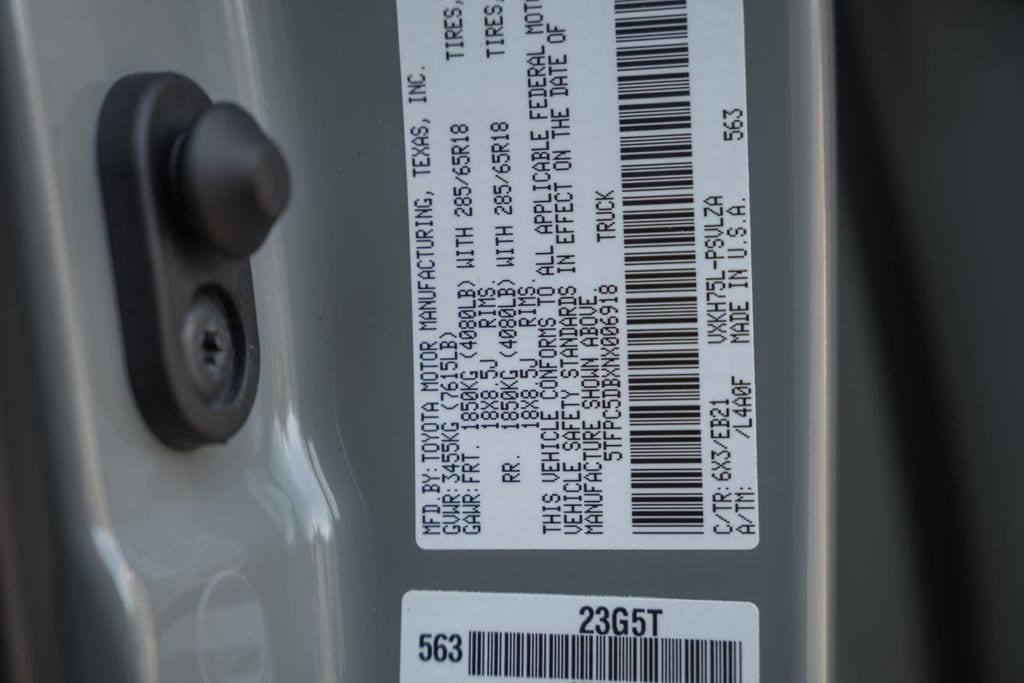 MFD.BY:TOYOTA MOTOR MANUFACTURING, TEXAS, INC.
GVWR:3455KG (7615LB)
GAWR:FRT. 1850KG (4080LB) WITH 285/65R18 TIRES,
18X8.5J RIMS.
RR. 1850KG (4080LB) WITH 285/65R18 TIRES,
18X8.5J RIMS.
THIS VEHICLE CONFORMS TO ALL APPLICABLE FEDERAL
VEHICLE SAFETY STANDARDS IN EFFECT ON THE DATE OF
MANUFACTURE SHOWN ABOVE.
5TFPC5DBXNX006918 TRUCK
C/TR:6X3/EB21 VXKH75L-PSVLZA 563
A/TM: /L4A0F MADE IN U.S.A.
23G5T
563